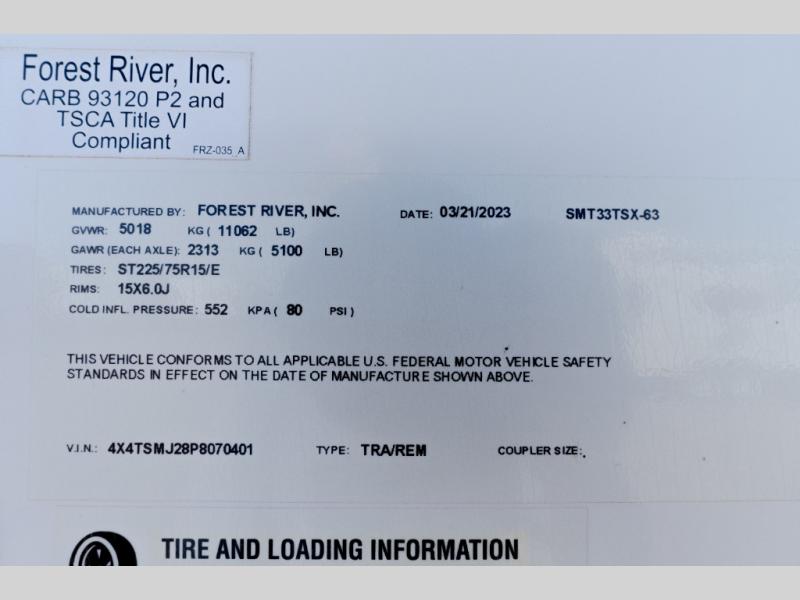 Forest River, Inc.
CARB 93120 P2 and
TSCA Title VI
Compliant
FRZ-035_A
MANUFACTURED BY: FOREST RIVER, INC. DATE: 03/21/2023 SMT33TSX-63
GVWR: 5018 KG ( 11062 LB)
GAWR (EACH AXLE): 2313 KG ( 5100 LB)
TIRES: ST225/75R15/E
RIMS: 15X6.0J
COLD INFL. PRESSURE: 552 KPA ( 80 PSI )
THIS VEHICLE CONFORMS TO ALL APPLICABLE U.S. FEDERAL MOTOR VEHICLE SAFETY
STANDARDS IN EFFECT ON THE DATE OF MANUFACTURE SHOWN ABOVE.
V.I.N.: 4X4TSMJ28P8070401 TYPE: TRA/REM COUPLER SIZE:
TIRE AND LOADING INFORMATION